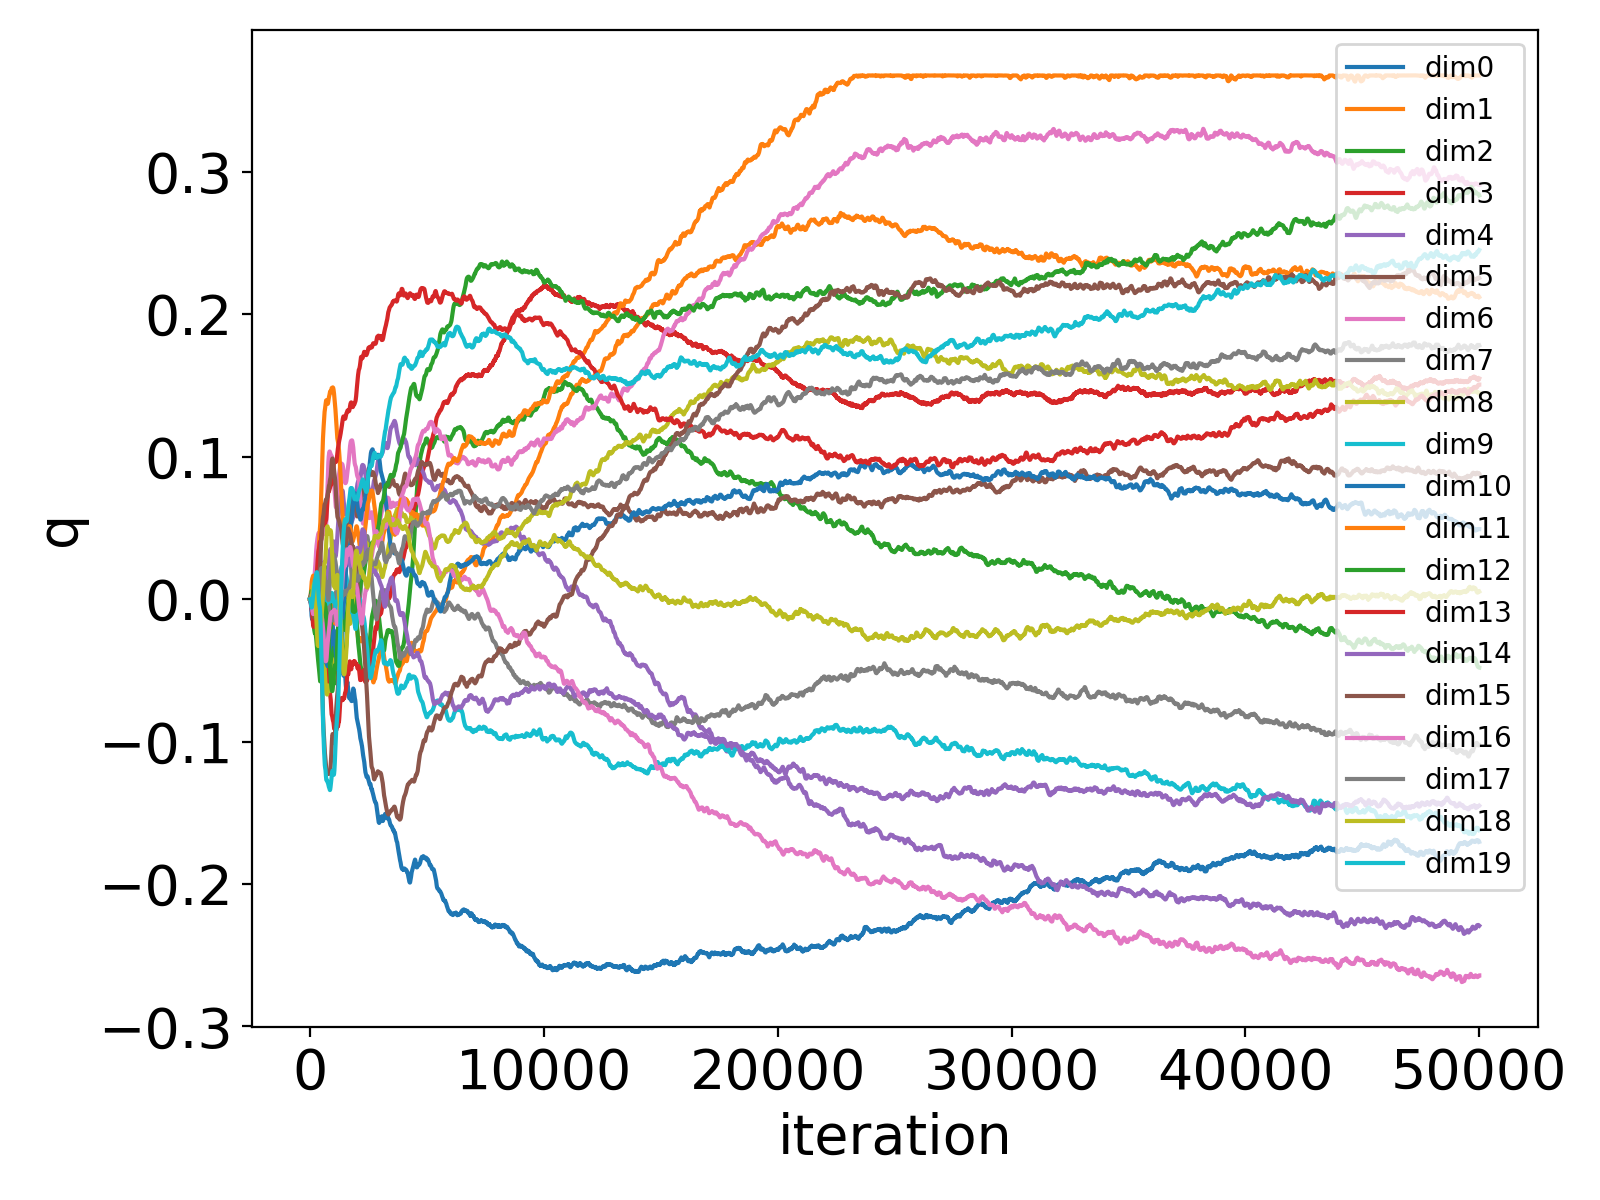 q
0.3
0.2
0.1
0.0
−0.1
−0.2
−0.3
0 10000 20000 30000 40000 50000
iteration
dim0
dim1
dim2
dim3
dim4
dim5
dim6
dim7
dim8
dim9
dim10
dim11
dim12
dim13
dim14
dim15
dim16
dim17
dim18
dim19